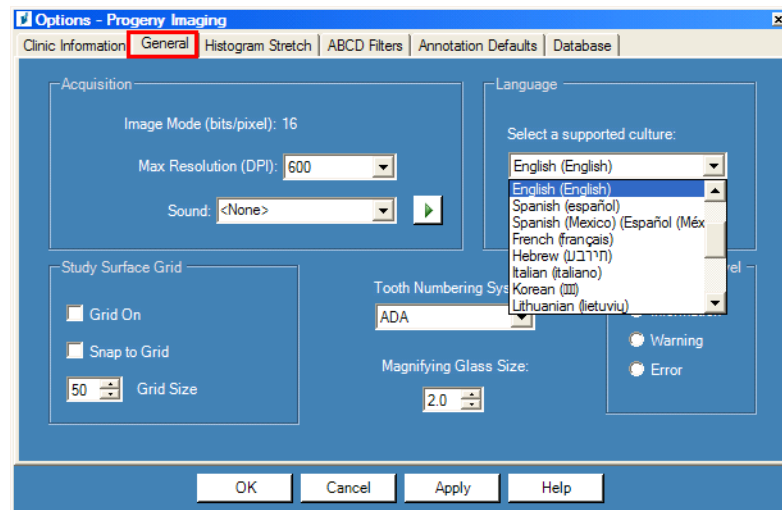 Options - Progeny Imaging
Clinic Information General Histogram Stretch ABCD Filters Annotation Defaults Database
Acquisition
Image Mode (bits/pixel): 16
Max Resolution (DPI): 600
Sound: <None>
Language
Select a supported culture:
English (English)
English (English)
Spanish (español)
Spanish (Mexico) (Español (Méx
French (français)
Hebrew (עברית)
Italian (italiano)
Korean
Lithuanian (lietuvių)
Study Surface Grid
Grid On
Snap to Grid
50 Grid Size
Tooth Numbering Sys
ADA
Magnifying Glass Size:
2.0
Warning
Error
OK Cancel Apply Help